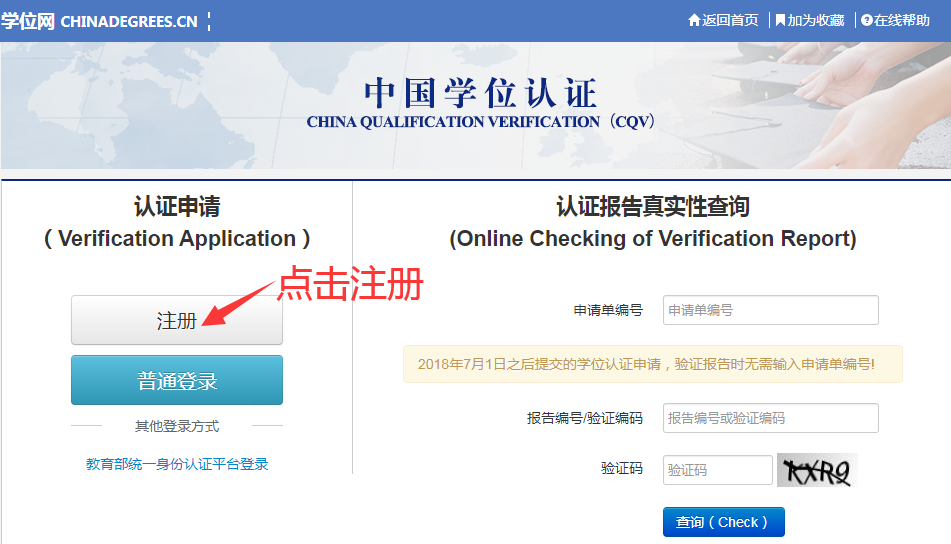 学位网 CHINADEGREES.CN
返回首页 加为收藏 在线帮助
中国学位认证
CHINA QUALIFICATION VERIFICATION（CQV）
认证申请
( Verification Application )
点击注册
注册
普通登录
其他登录方式
教育部统一身份认证平台登录
认证报告真实性查询
(Online Checking of Verification Report)
申请单编号 申请单编号
2018年7月1日之后提交的学位认证申请，验证报告时无需输入申请单编号!
报告编号/验证编码 报告编号或验证编码
验证码 验证码 KXRQ
查询（Check）